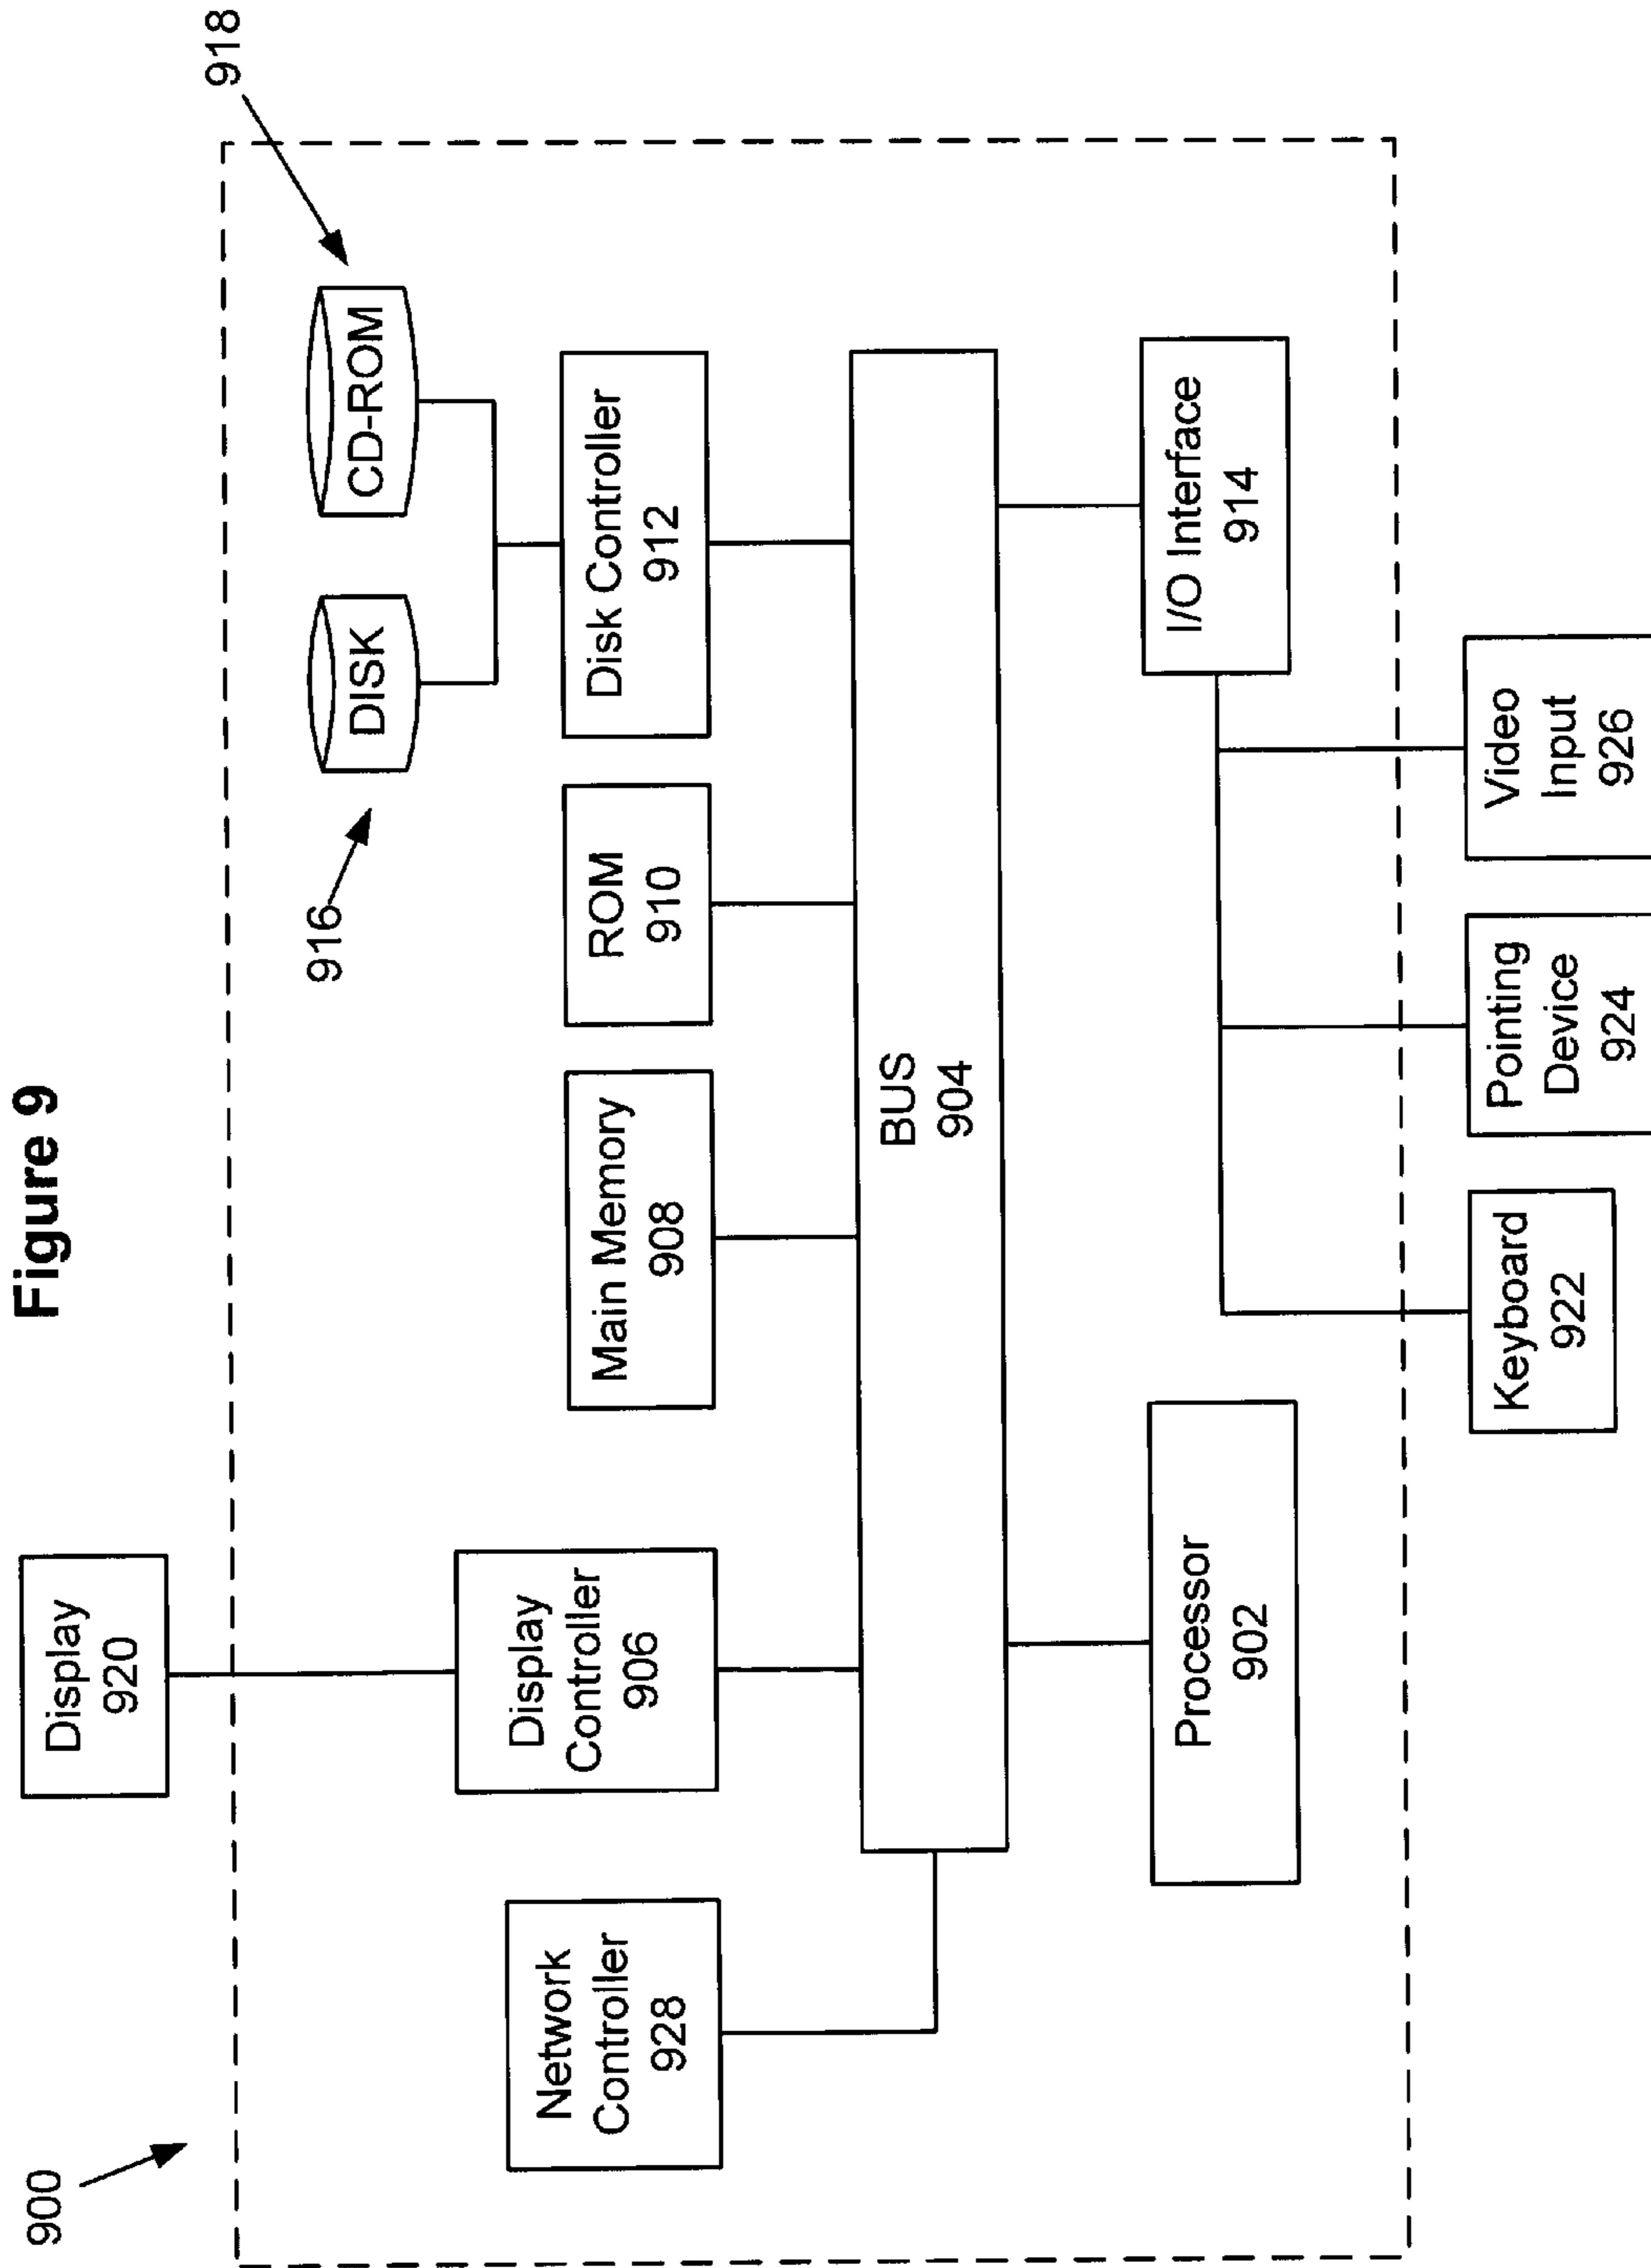 Figure 9
900
Display
920
918
916
DISK
CD-ROM
Network
Controller
928
Display
Controller
906
Main Memory
908
ROM
910
Disk Controller
912
BUS
904
Processor
902
I/O Interface
914
Keyboard
922
Pointing
Device
924
Video
Input
926